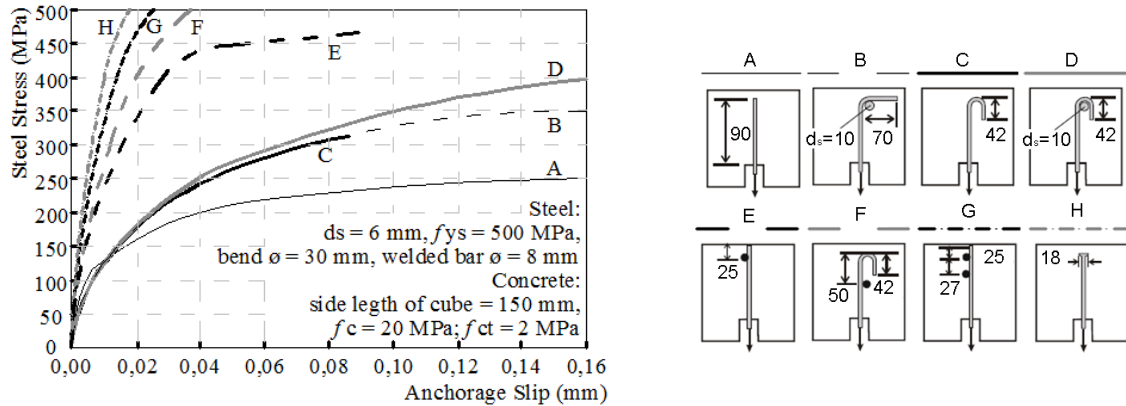 500
450
400
350
300
250
200
150
100
50
0
Steel Stress (MPa)
H G F
E
D
B
C
A
Steel:
ds = 6 mm, fys = 500 MPa,
bend ø = 30 mm, welded bar ø = 8 mm
Concrete:
side legth of cube = 150 mm,
fc = 20 MPa; fct = 2 MPa
0,00 0,02 0,04 0,06 0,08 0,10 0,12 0,14 0,16
Anchorage Slip (mm)
A B C D
90
ds=10 70
42
ds=10 42
E F G H
25
50 42
25
27
18